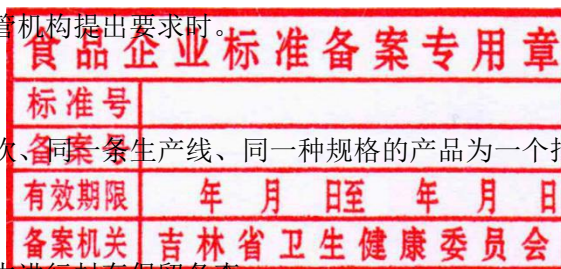 管机构提出要求时。
食品企业标准备案专用章
标准号
次、同一条生产线、同一种规格的产品为一个批
备案号
有效期限 年 月 日至 年 月 日
备案机关 吉林省卫生健康委员会